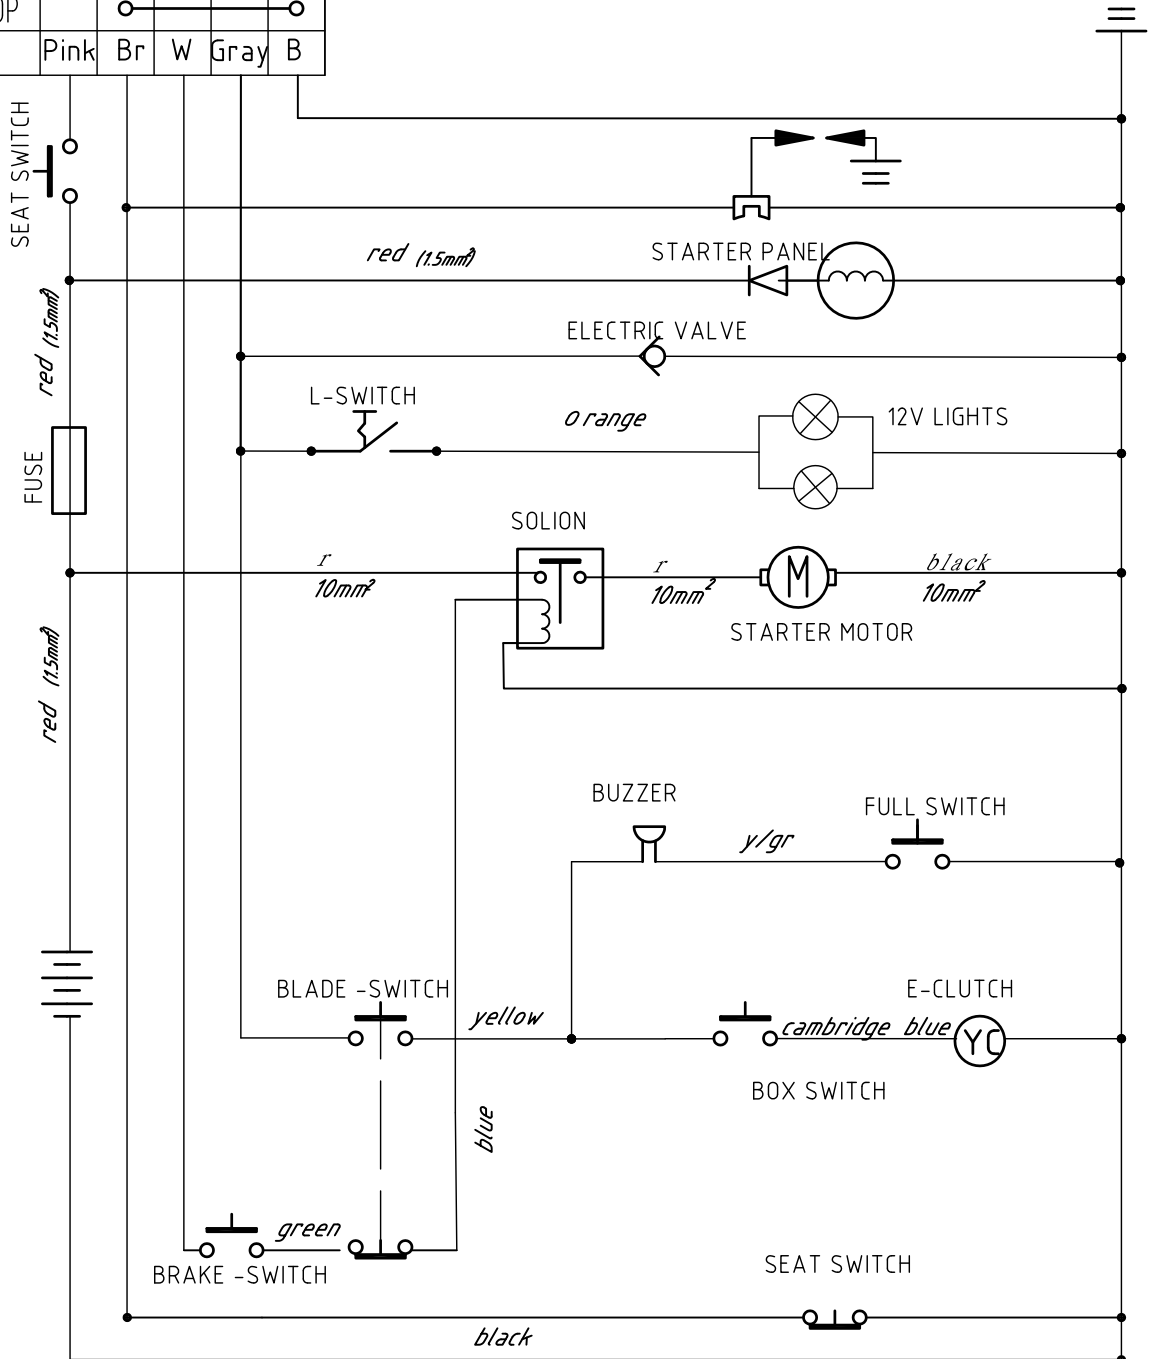 OP
Pink Br W Gray B
SEAT SWITCH
red (1.5mm²)
STARTER PANEL
red (1.5mm²)
ELECTRIC VALVE
L-SWITCH
Orange
12V LIGHTS
FUSE
SOLION
r
10mm²
r
10mm²
M
black
10mm²
STARTER MOTOR
red (1.5mm²)
BUZZER
FULL SWITCH
y/gr
BLADE -SWITCH
yellow
E-CLUTCH
cambridge blue
YC
BOX SWITCH
blue
green
BRAKE -SWITCH
SEAT SWITCH
black